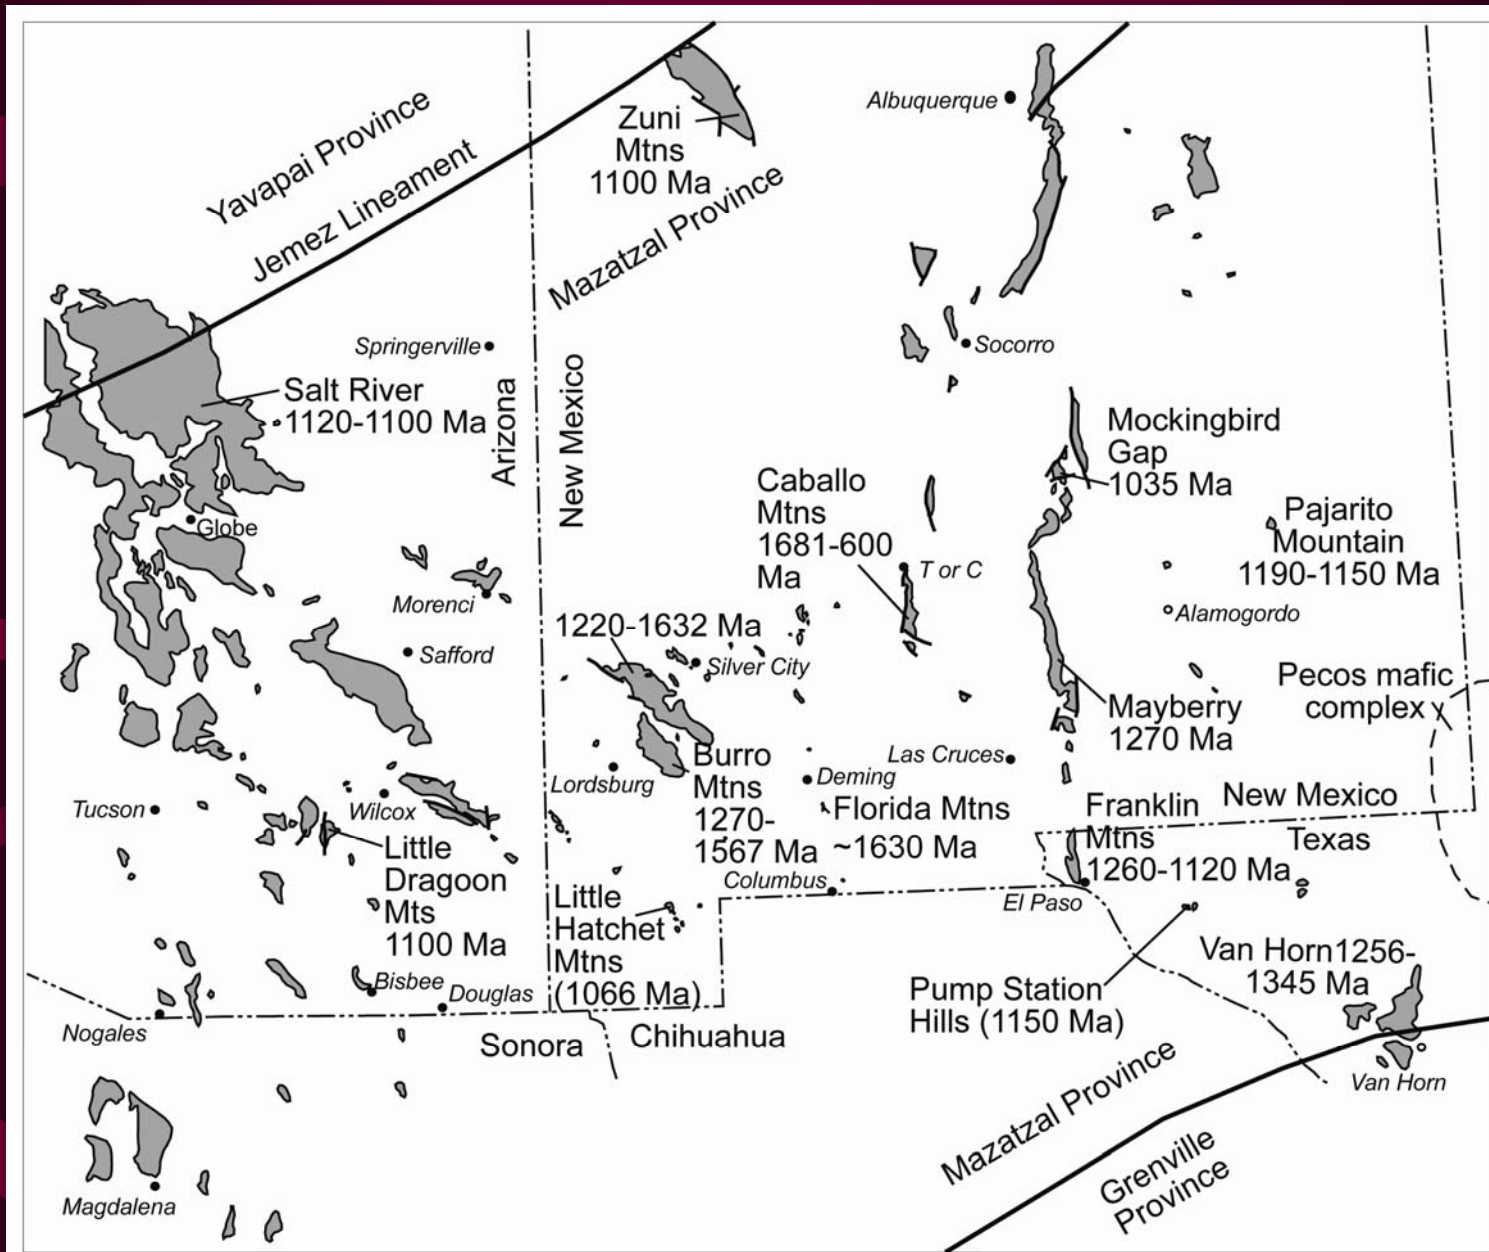 Yavapai Province
Jemez Lineament
Zuni
Mtns
1100 Ma
Mazatzal Province
Albuquerque
Springerville
Salt River
1120-1100 Ma
Arizona
New Mexico
Socorro
Mockingbird
Gap
1035 Ma
Caballo
Mtns
1681-600
Ma
T or C
Pajarito
Mountain
1190-1150 Ma
Alamogordo
Globe
Morenci
Safford
1220-1632 Ma
Silver City
Pecos mafic
complex
Mayberry
1270 Ma
Las Cruces
Lordsburg
Burro
Mtns
1270-
1567 Ma
Deming
Florida Mtns
~1630 Ma
Columbus
Franklin
Mtns
1260-1120 Ma
New Mexico
Texas
El Paso
Tucson
Wilcox
Little
Dragoon
Mts
1100 Ma
Little
Hatchet
Mtns
(1066 Ma)
Bisbee
Douglas
Nogales
Sonora
Chihuahua
Pump Station
Hills (1150 Ma)
Van Horn1256-
1345 Ma
Van Horn
Mazatzal Province
Grenville
Province
Magdalena